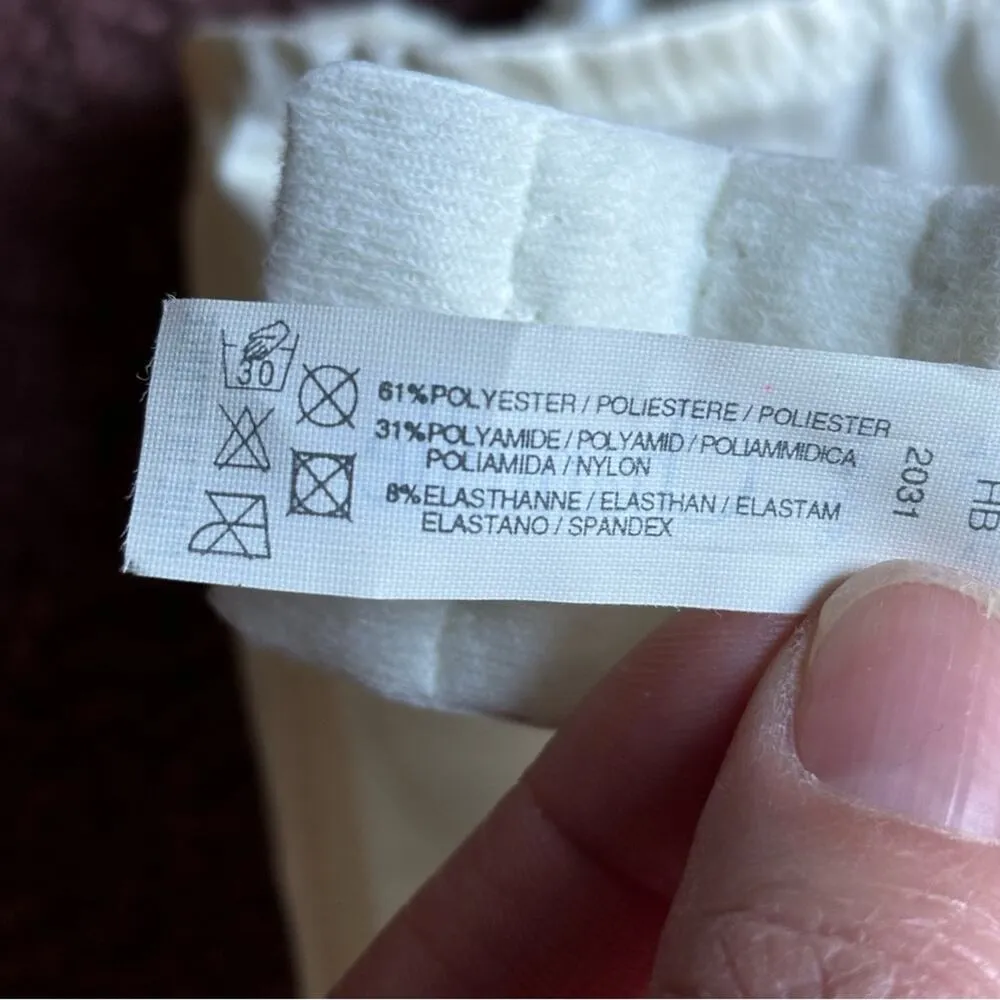 30
61% POLYESTER / POLIESTERE / POLIESTER
31% POLYAMIDE / POLYAMID / POLIAMMIDICA
POLIAMIDA / NYLON
8% ELASTHANNE / ELASTHAN / ELASTAM
ELASTANO / SPANDEX
2031
HB